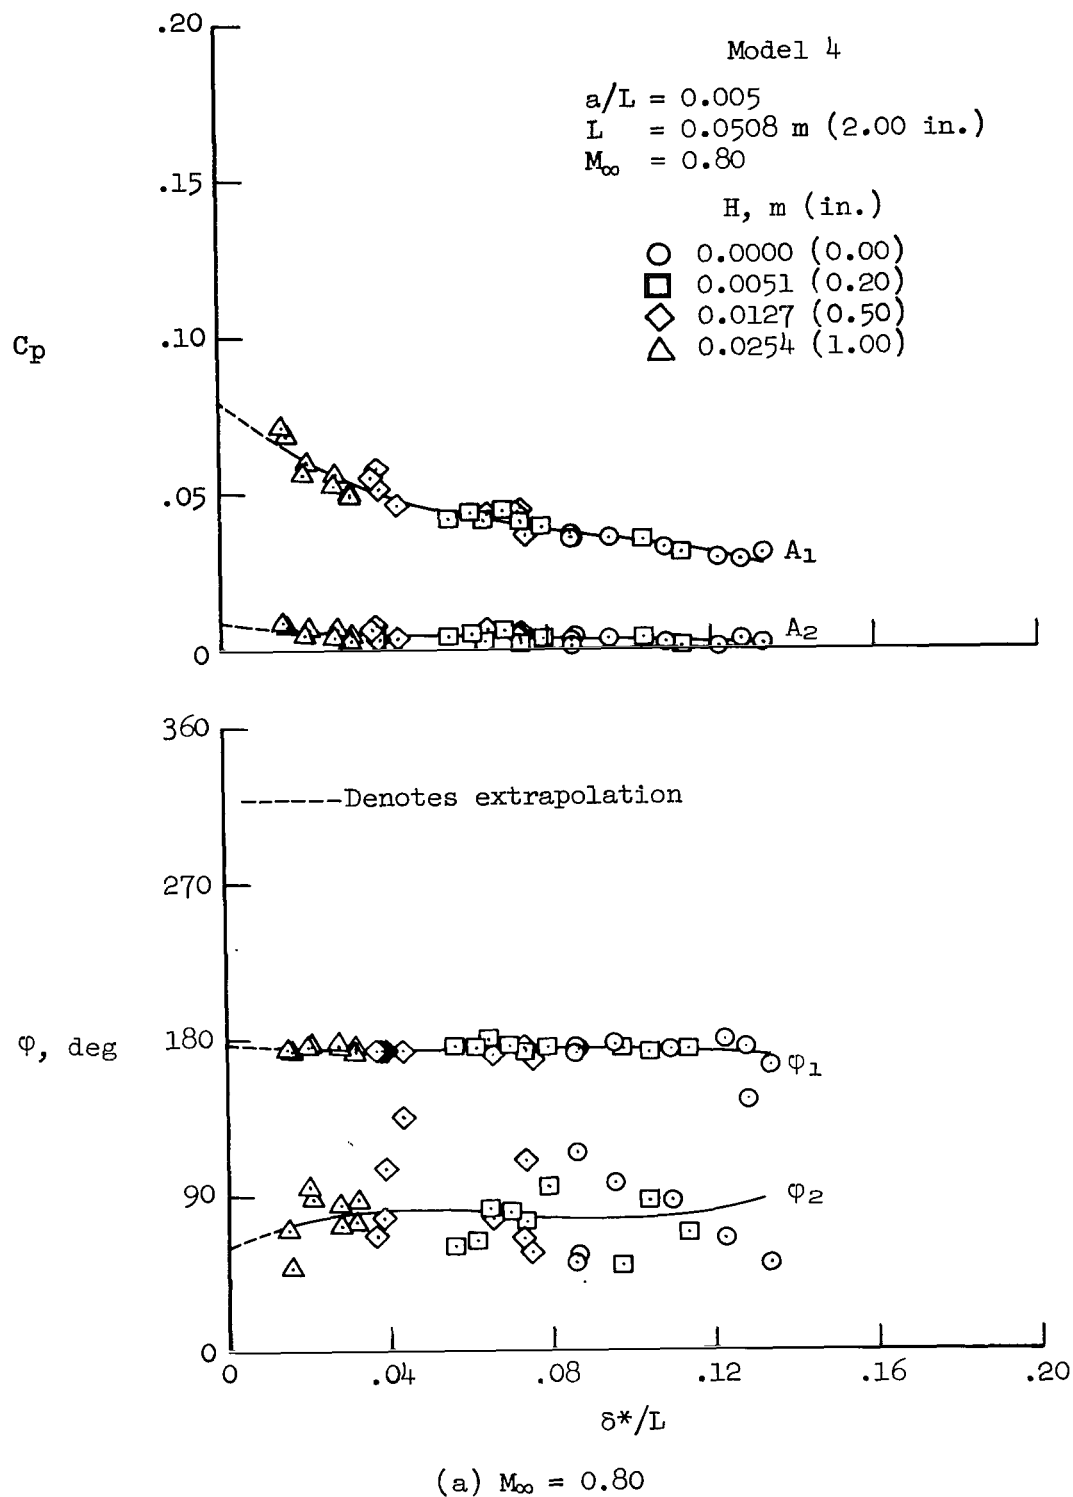 .20
Model 4
a/L = 0.005
L = 0.0508 m (2.00 in.)
M∞ = 0.80
.15
H, m (in.)
0.0000 (0.00)
0.0051 (0.20)
0.0127 (0.50)
0.0254 (1.00)
.10
Cp
.05
A1
A2
0
360
Denotes extrapolation
270
180
φ, deg
φ1
90
φ2
0
0 .04 .08 .12 .16 .20
δ*/L
(a) M∞ = 0.80